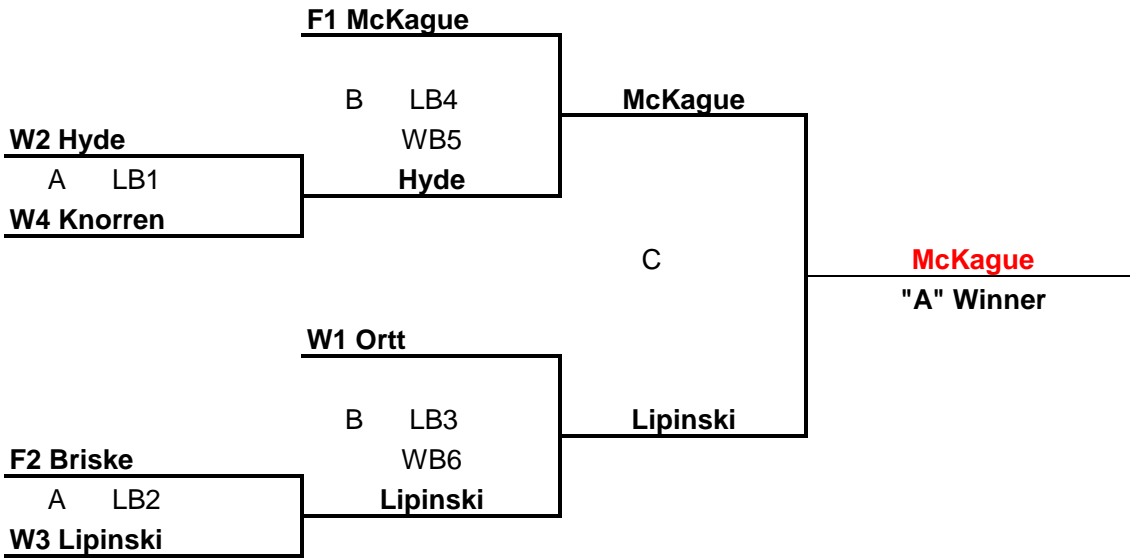 F1 McKague
B LB4
McKague
W2 Hyde
WB5
A LB1
Hyde
W4 Knorren
C
McKague
"A" Winner
W1 Ortt
B LB3
Lipinski
F2 Briske
WB6
A LB2
Lipinski
W3 Lipinski